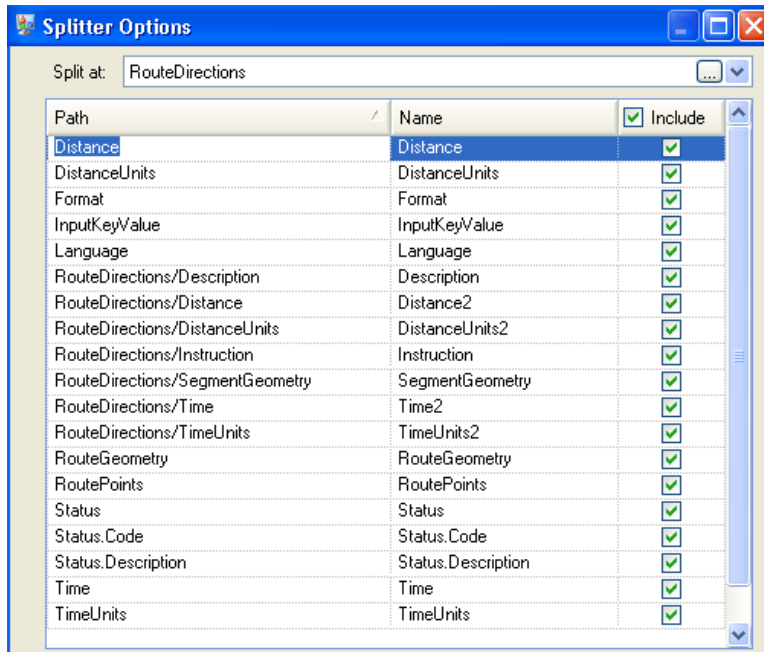 Splitter Options
Split at: RouteDirections ...
Path Name Include
Distance Distance
DistanceUnits DistanceUnits
Format Format
InputKeyValue InputKeyValue
Language Language
RouteDirections/Description Description
RouteDirections/Distance Distance2
RouteDirections/DistanceUnits DistanceUnits2
RouteDirections/Instruction Instruction
RouteDirections/SegmentGeometry SegmentGeometry
RouteDirections/Time Time2
RouteDirections/TimeUnits TimeUnits2
RouteGeometry RouteGeometry
RoutePoints RoutePoints
Status Status
Status.Code Status.Code
Status.Description Status.Description
Time Time
TimeUnits TimeUnits